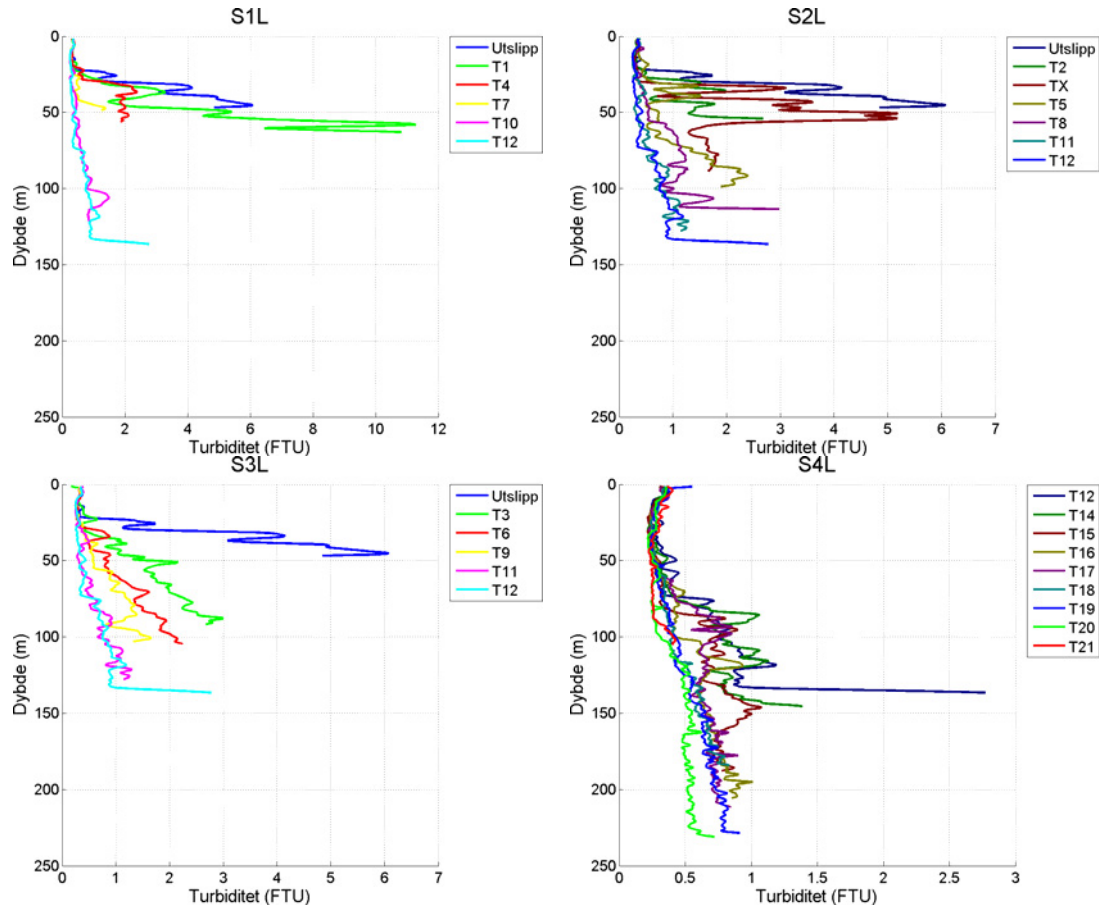 S1L
0
50
100
150
200
250
Dybde (m)
0 2 4 6 8 10 12
Turbiditet (FTU)
Utslipp
T1
T4
T7
T10
T12
S2L
0
50
100
150
200
250
Dybde (m)
0 1 2 3 4 5 6 7
Turbiditet (FTU)
Utslipp
T2
TX
T5
T8
T11
T12
S3L
0
50
100
150
200
250
Dybde (m)
0 1 2 3 4 5 6 7
Turbiditet (FTU)
Utslipp
T3
T6
T9
T11
T12
S4L
0
50
100
150
200
250
Dybde (m)
0 0.5 1 1.5 2 2.5 3
Turbiditet (FTU)
T12
T14
T15
T16
T17
T18
T19
T20
T21